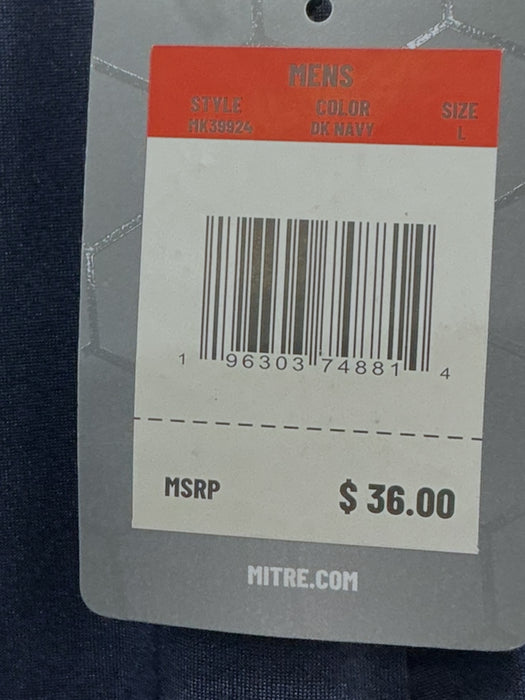 MENS
STYLE COLOR SIZE
MK39924 DK NAVY L
1 96303 74881 4
MSRP $ 36.00
MITRE.COM